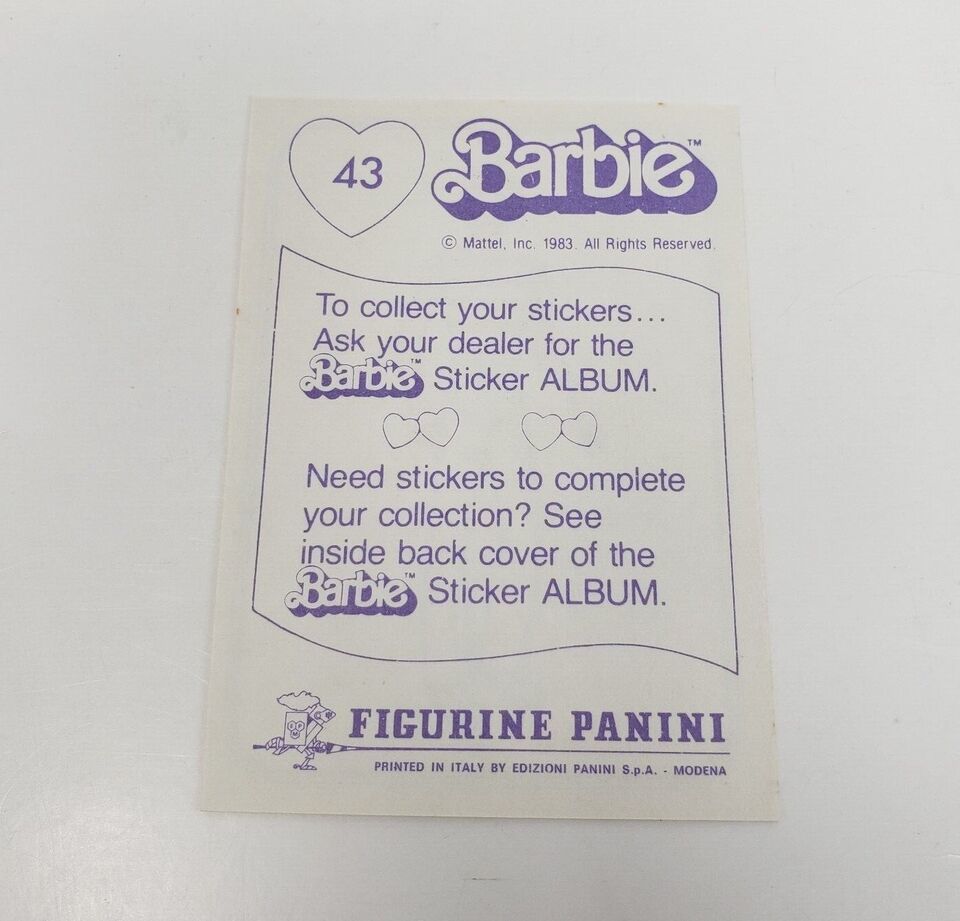 43
Barbie™
© Mattel, Inc. 1983. All Rights Reserved.
To collect your stickers...
Ask your dealer for the
Barbie™ Sticker ALBUM.
Need stickers to complete
your collection? See
inside back cover of the
Barbie™ Sticker ALBUM.
FIGURINE PANINI
PRINTED IN ITALY BY EDIZIONI PANINI S.p.A. - MODENA